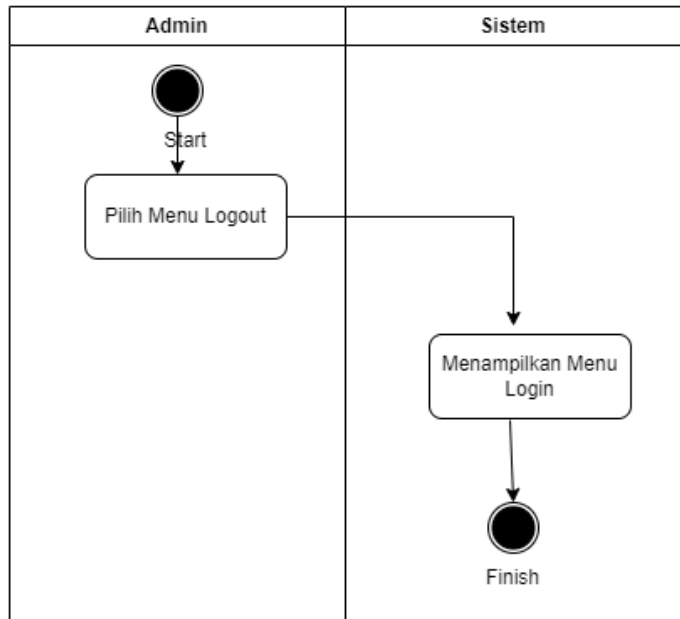 Admin
Sistem
Start
Pilih Menu Logout
Menampilkan Menu
Login
Finish